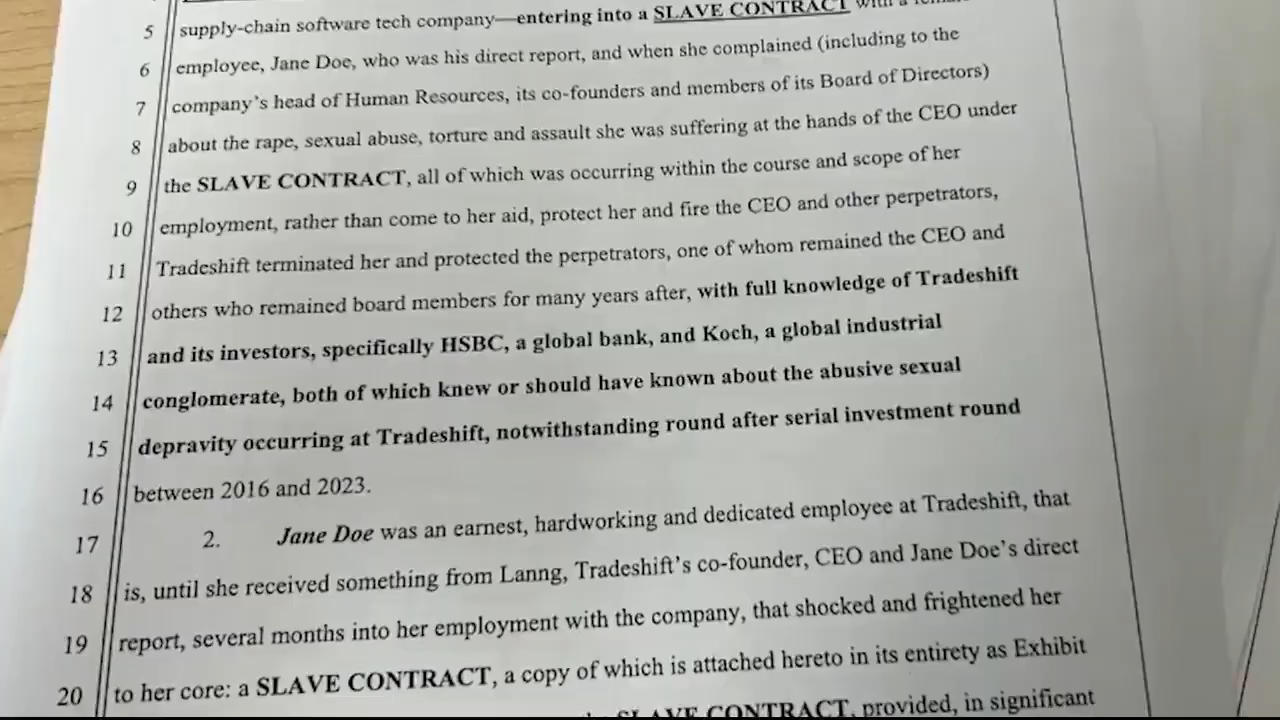 5 supply-chain software tech company—entering into a SLAVE CONTRACT with a
6 employee, Jane Doe, who was his direct report, and when she complained (including to the
7 company's head of Human Resources, its co-founders and members of its Board of Directors)
8 about the rape, sexual abuse, torture and assault she was suffering at the hands of the CEO under
9 the SLAVE CONTRACT, all of which was occurring within the course and scope of her
10 employment, rather than come to her aid, protect her and fire the CEO and other perpetrators,
11 Tradeshift terminated her and protected the perpetrators, one of whom remained the CEO and
12 others who remained board members for many years after, with full knowledge of Tradeshift
13 and its investors, specifically HSBC, a global bank, and Koch, a global industrial
14 conglomerate, both of which knew or should have known about the abusive sexual
15 depravity occurring at Tradeshift, notwithstanding round after serial investment round
16 between 2016 and 2023.
17 2. Jane Doe was an earnest, hardworking and dedicated employee at Tradeshift, that
18 is, until she received something from Lanng, Tradeshift's co-founder, CEO and Jane Doe's direct
19 report, several months into her employment with the company, that shocked and frightened her
20 to her core: a SLAVE CONTRACT, a copy of which is attached hereto in its entirety as Exhibit
SLAVE CONTRACT, provided, in significant